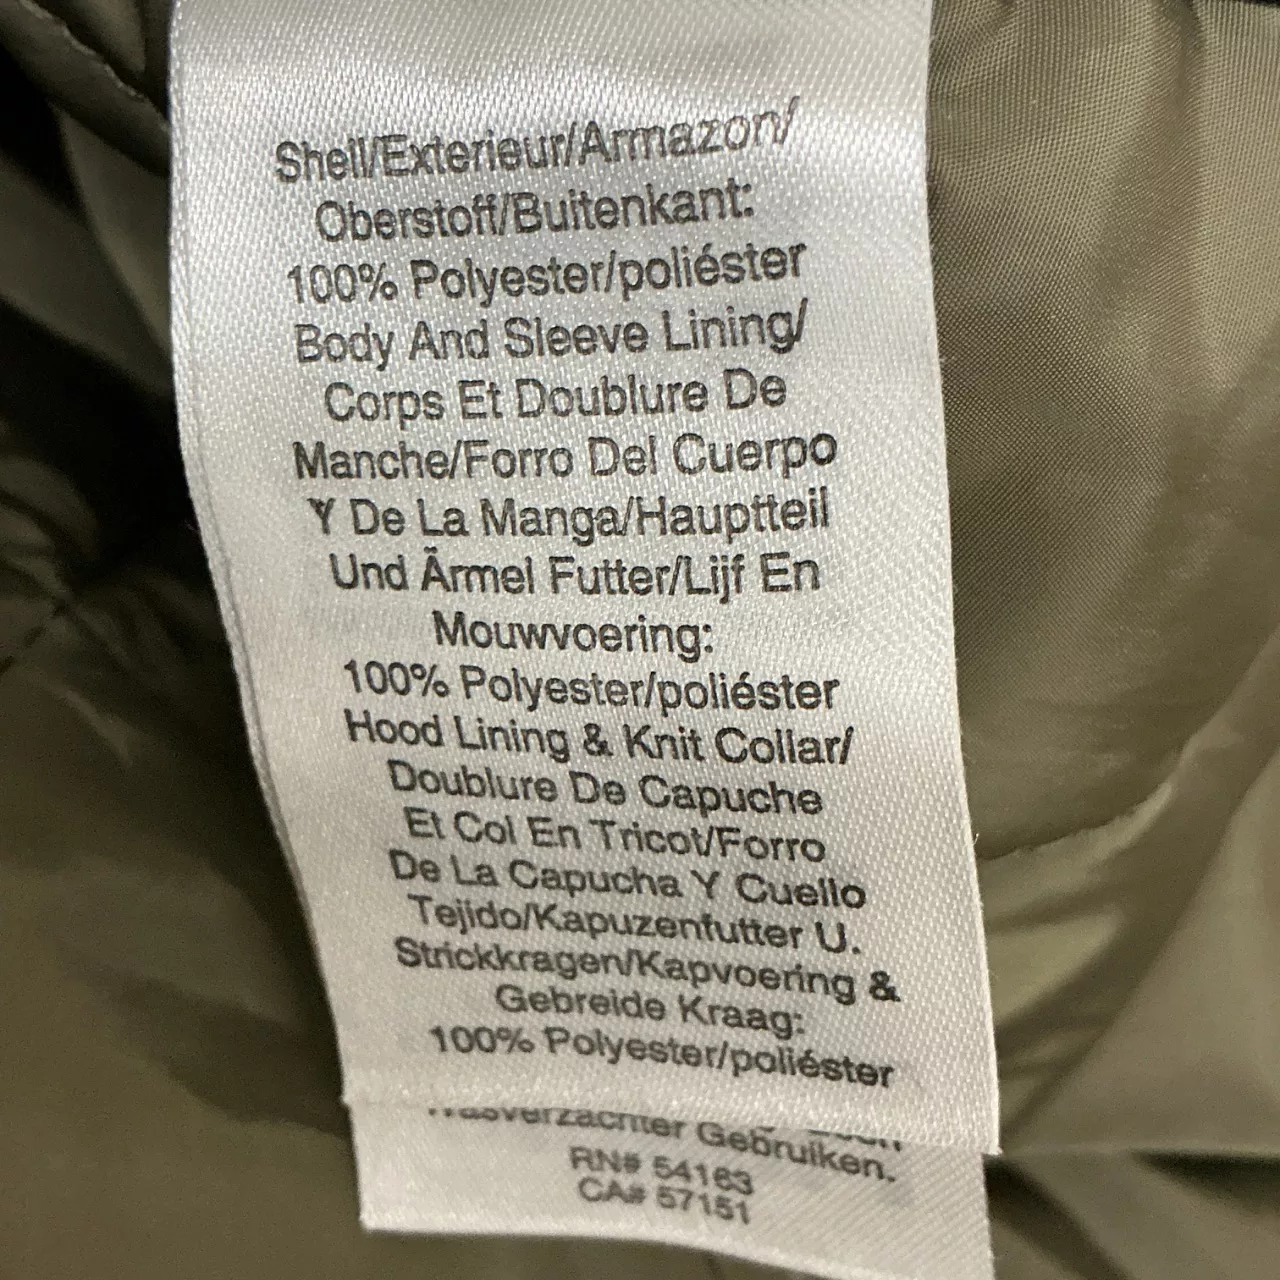 Shell/Exterieur/Armazon/
Oberstoff/Buitenkant:
100% Polyester/poliéster
Body And Sleeve Lining/
Corps Et Doublure De
Manche/Forro Del Cuerpo
Y De La Manga/Hauptteil
Und Ärmel Futter/Lijf En
Mouwvoering:
100% Polyester/poliéster
Hood Lining & Knit Collar/
Doublure De Capuche
Et Col En Tricot/Forro
De La Capucha Y Cuello
Tejido/Kapuzenfutter U.
Strickkragen/Kapvoering &
Gebreide Kraag:
100% Polyester/poliéster
Gebruiken.
RN# 54163
CA# 57151